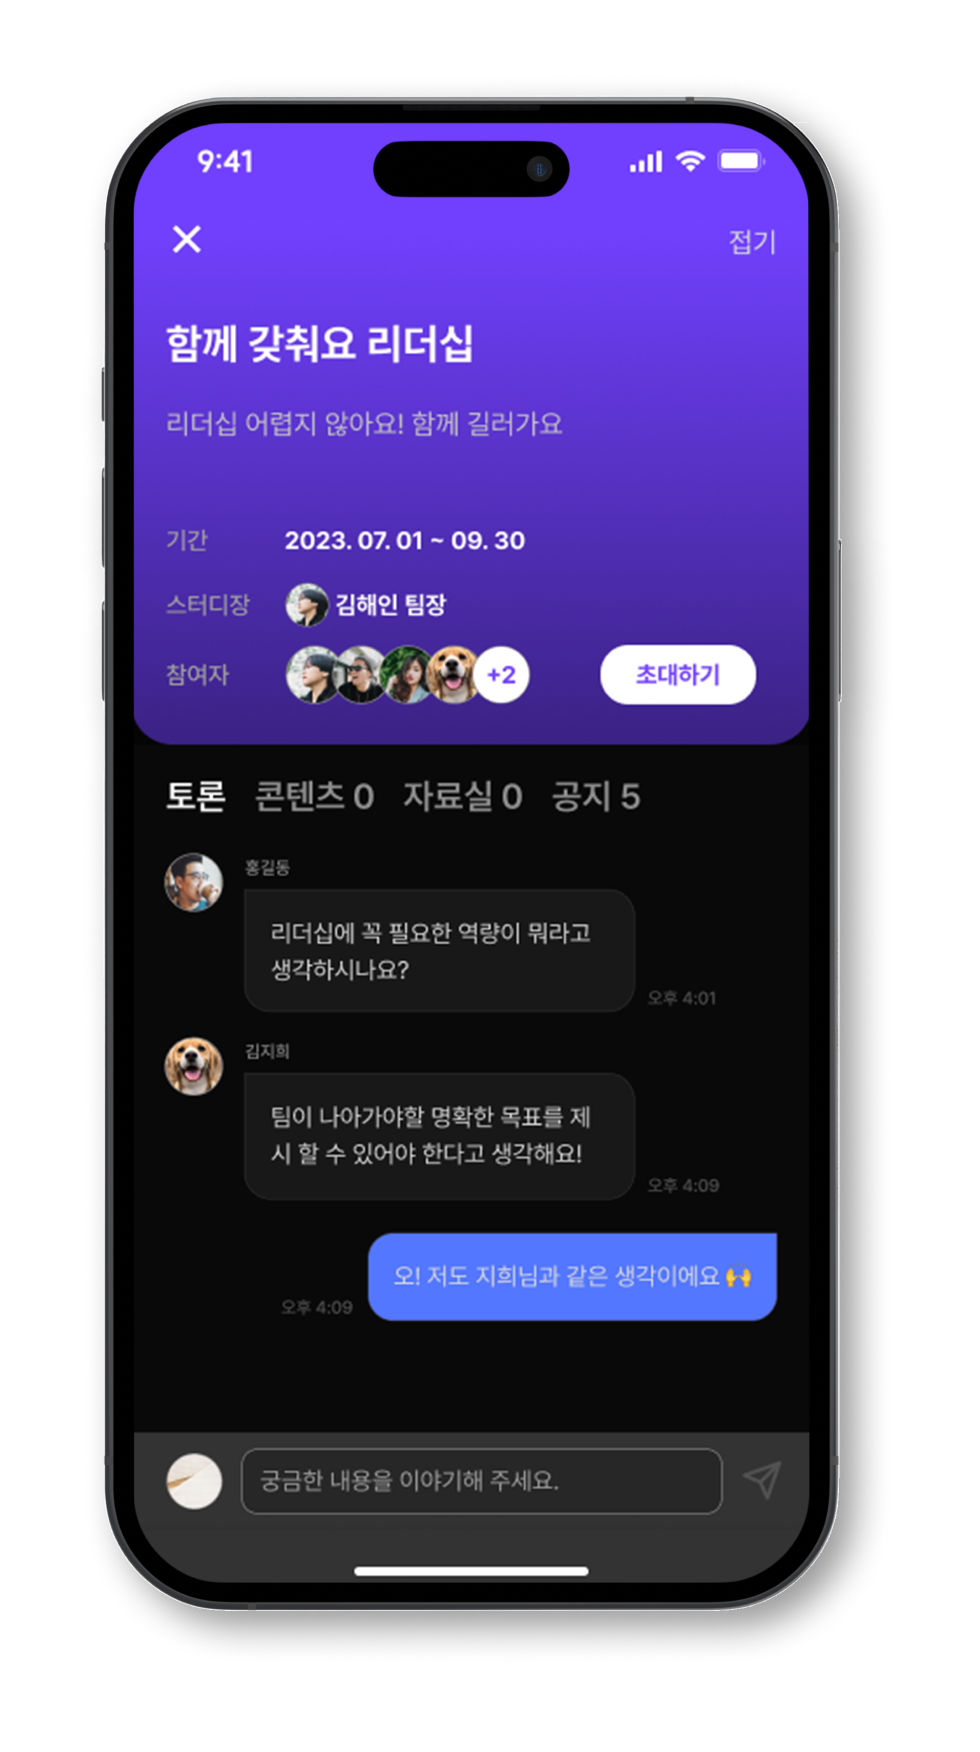 9:41
접기
함께 갖춰요 리더십
리더십 어렵지 않아요! 함께 길러가요
기간 2023. 07. 01 ~ 09. 30
스터디장 김해인 팀장
참여자 +2 초대하기
토론 콘텐츠 0 자료실 0 공지 5
홍길동
리더십에 꼭 필요한 역량이 뭐라고
생각하시나요?
오후 4:01
김지희
팀이 나아가야할 명확한 목표를 제
시 할 수 있어야 한다고 생각해요!
오후 4:09
오! 저도 지희님과 같은 생각이에요 🙌
오후 4:09
궁금한 내용을 이야기해 주세요.